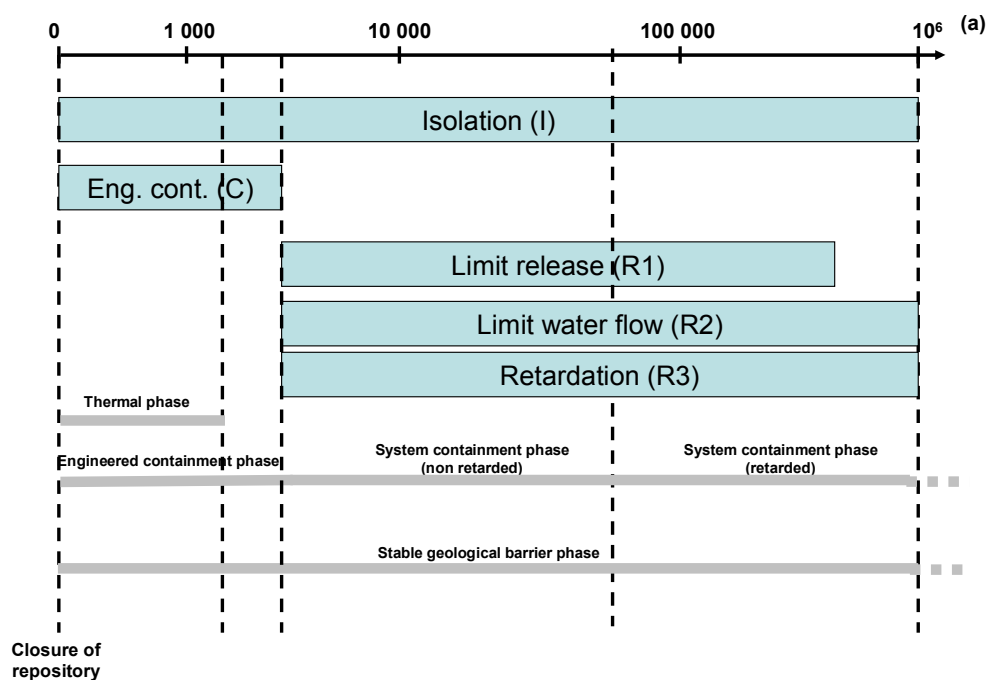 0 1 000 10 000 100 000 10⁶ (a)
Isolation (I)
Eng. cont. (C)
Limit release (R1)
Limit water flow (R2)
Retardation (R3)
Thermal phase
Engineered containment phase
System containment phase
(non retarded)
System containment phase
(retarded)
Stable geological barrier phase
Closure of
repository